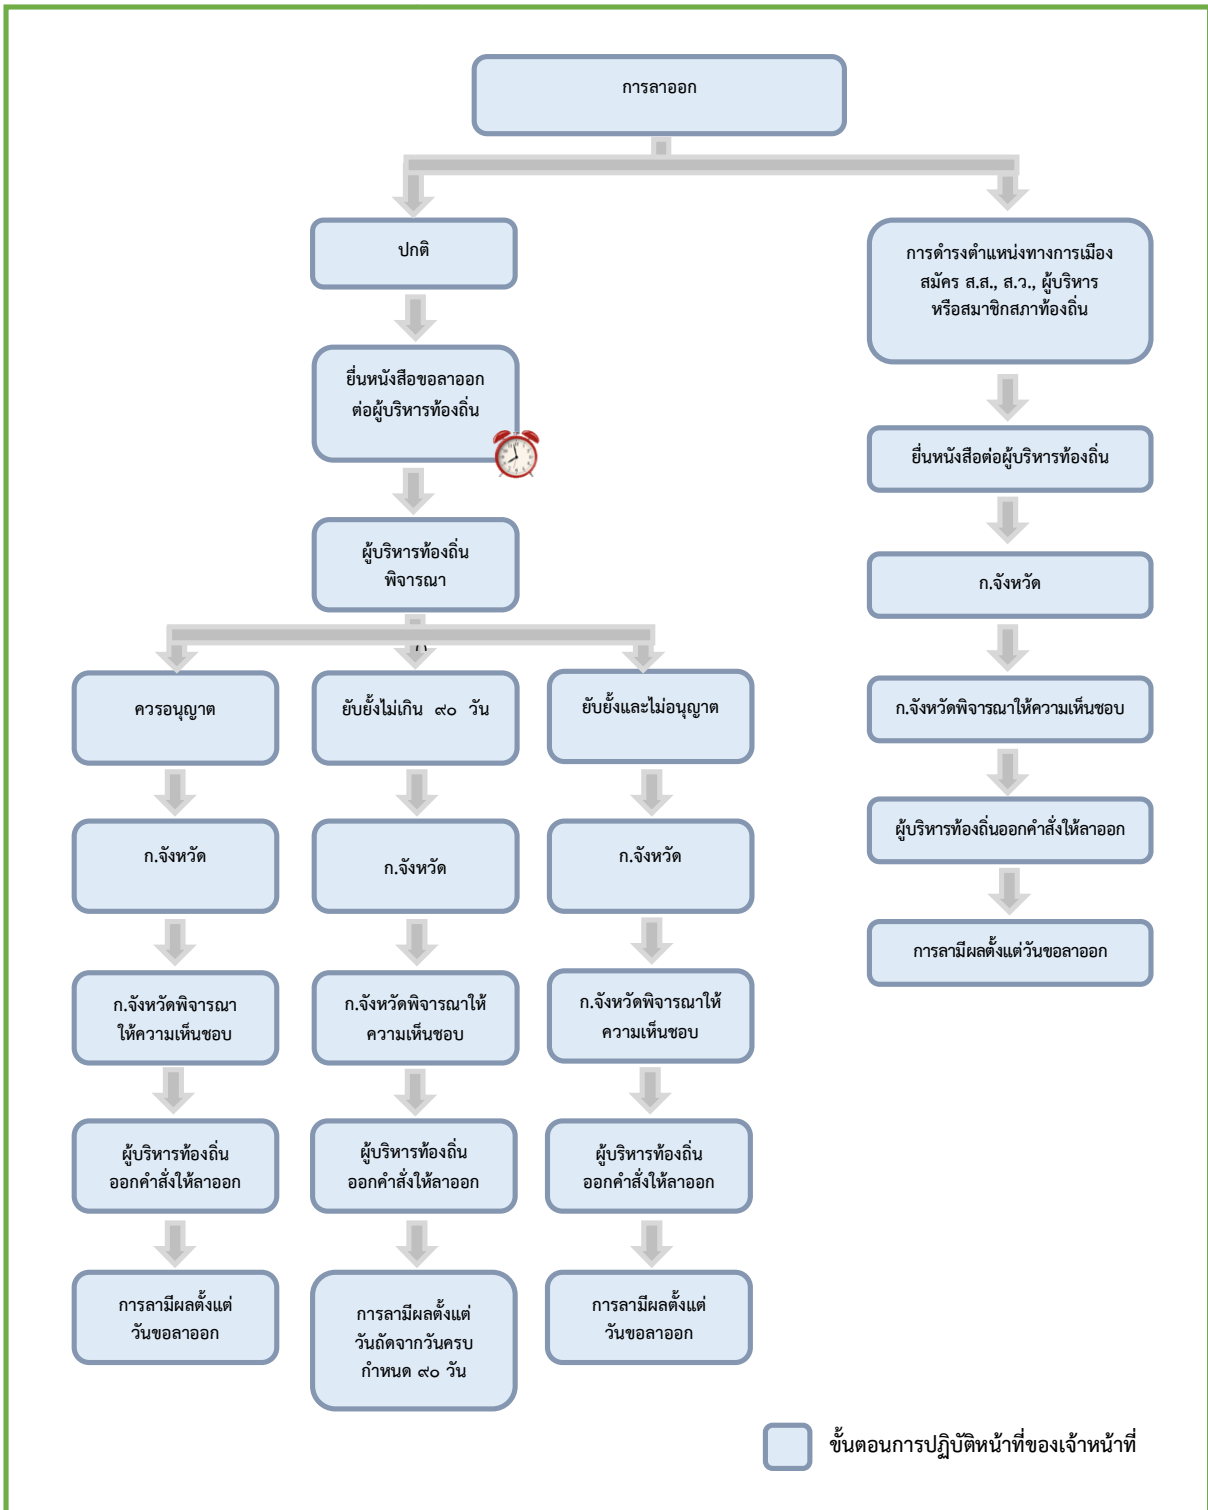 การลาออก
ปกติ
การดำรงตำแหน่งทางการเมือง
สมัคร ส.ส., ส.ว., ผู้บริหาร
หรือสมาชิกสภาท้องถิ่น
ยื่นหนังสือขอลาออก
ต่อผู้บริหารท้องถิ่น
ยื่นหนังสือต่อผู้บริหารท้องถิ่น
ผู้บริหารท้องถิ่น
พิจารณา
ก.จังหวัด
ควรอนุญาต
ยับยั้งไม่เกิน ๙๐ วัน
ยับยั้งและไม่อนุญาต
ก.จังหวัดพิจารณาให้ความเห็นชอบ
ก.จังหวัด
ก.จังหวัด
ก.จังหวัด
ผู้บริหารท้องถิ่นออกคำสั่งให้ลาออก
การลามีผลตั้งแต่วันขอลาออก
ก.จังหวัดพิจารณา
ให้ความเห็นชอบ
ก.จังหวัดพิจารณาให้
ความเห็นชอบ
ก.จังหวัดพิจารณาให้
ความเห็นชอบ
ผู้บริหารท้องถิ่น
ออกคำสั่งให้ลาออก
ผู้บริหารท้องถิ่น
ออกคำสั่งให้ลาออก
ผู้บริหารท้องถิ่น
ออกคำสั่งให้ลาออก
การลามีผลตั้งแต่
วันขอลาออก
การลามีผลตั้งแต่
วันถัดจากวันครบ
กำหนด ๙๐ วัน
การลามีผลตั้งแต่
วันขอลาออก
ขั้นตอนการปฏิบัติหน้าที่ของเจ้าหน้าที่